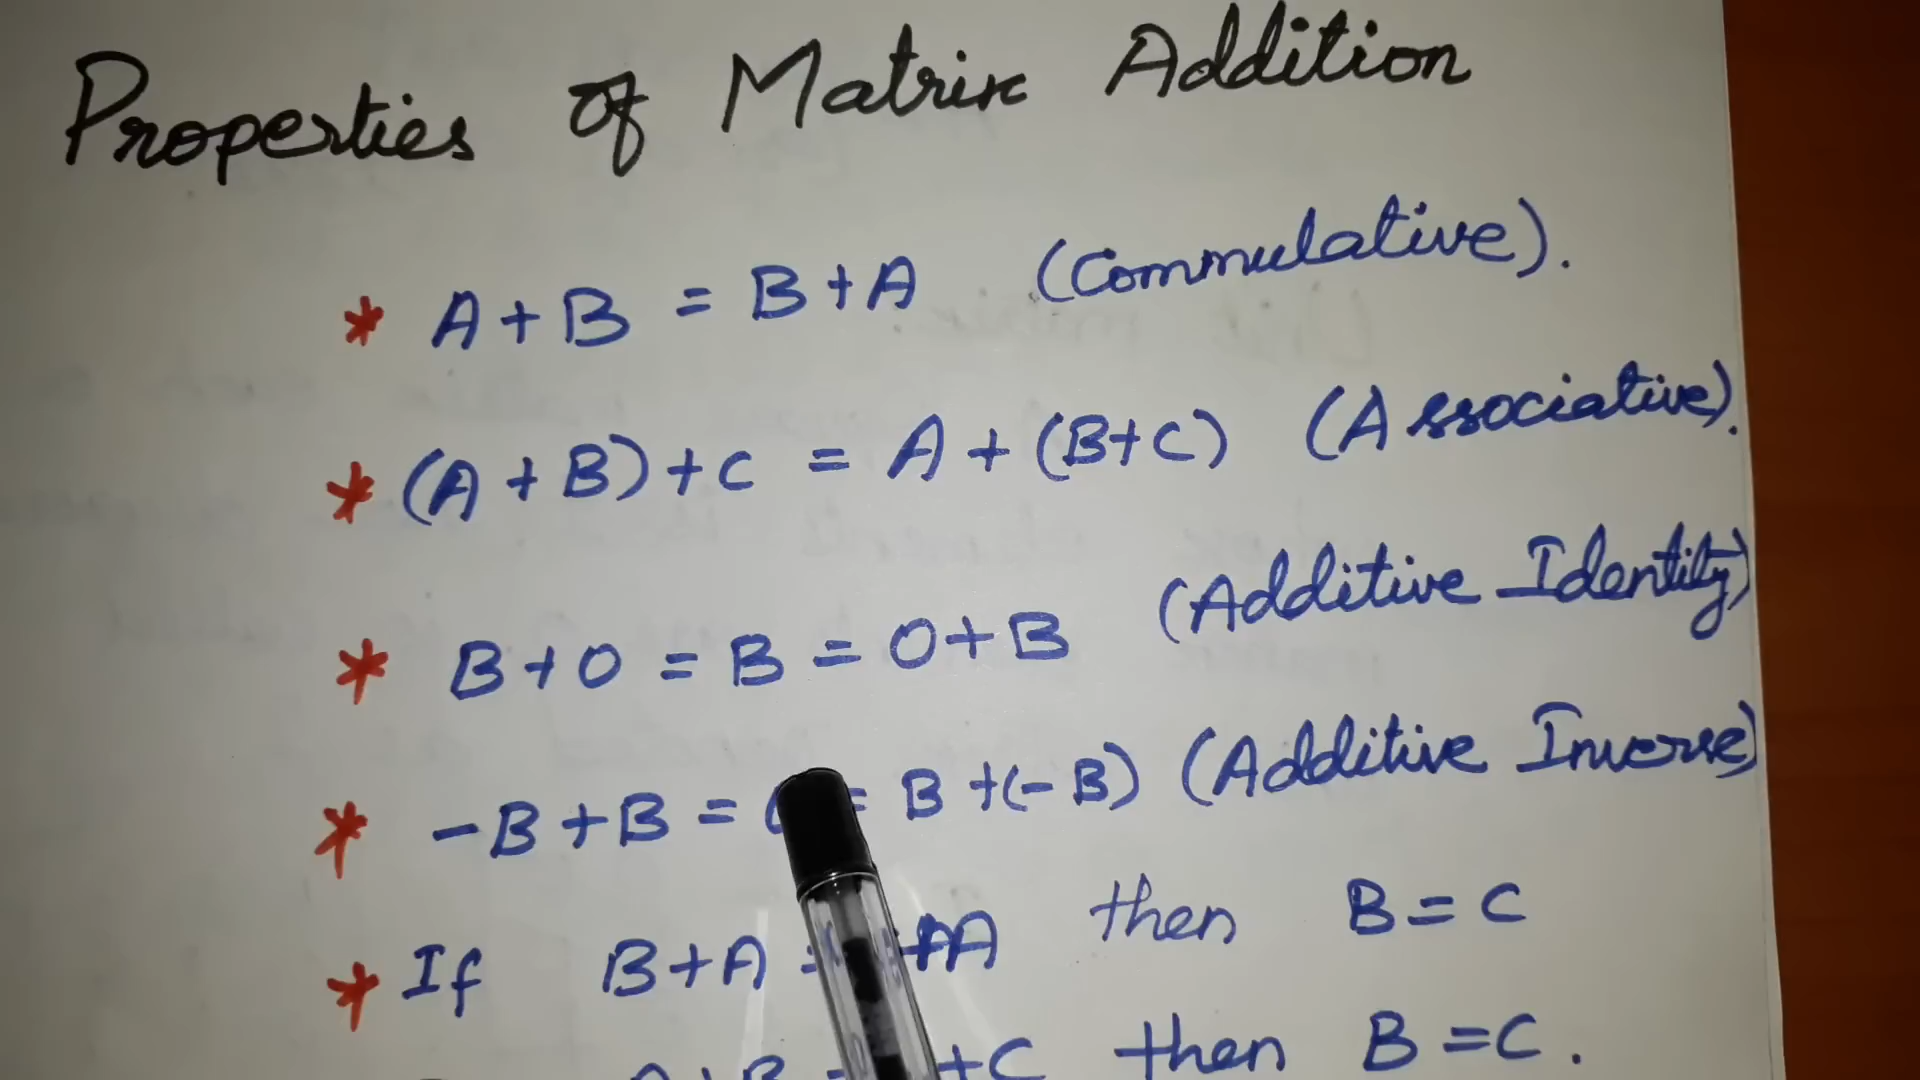 Properties of Matrix Addition
* A + B = B + A (Commulative).
* (A + B) + C = A + (B+C) (Associative).
* B + 0 = B = 0 + B (Additive Identity)
* -B + B = = B +(-B) (Additive Inverse)
* If B + A = +A then B = C
A+B = +C then B = C.